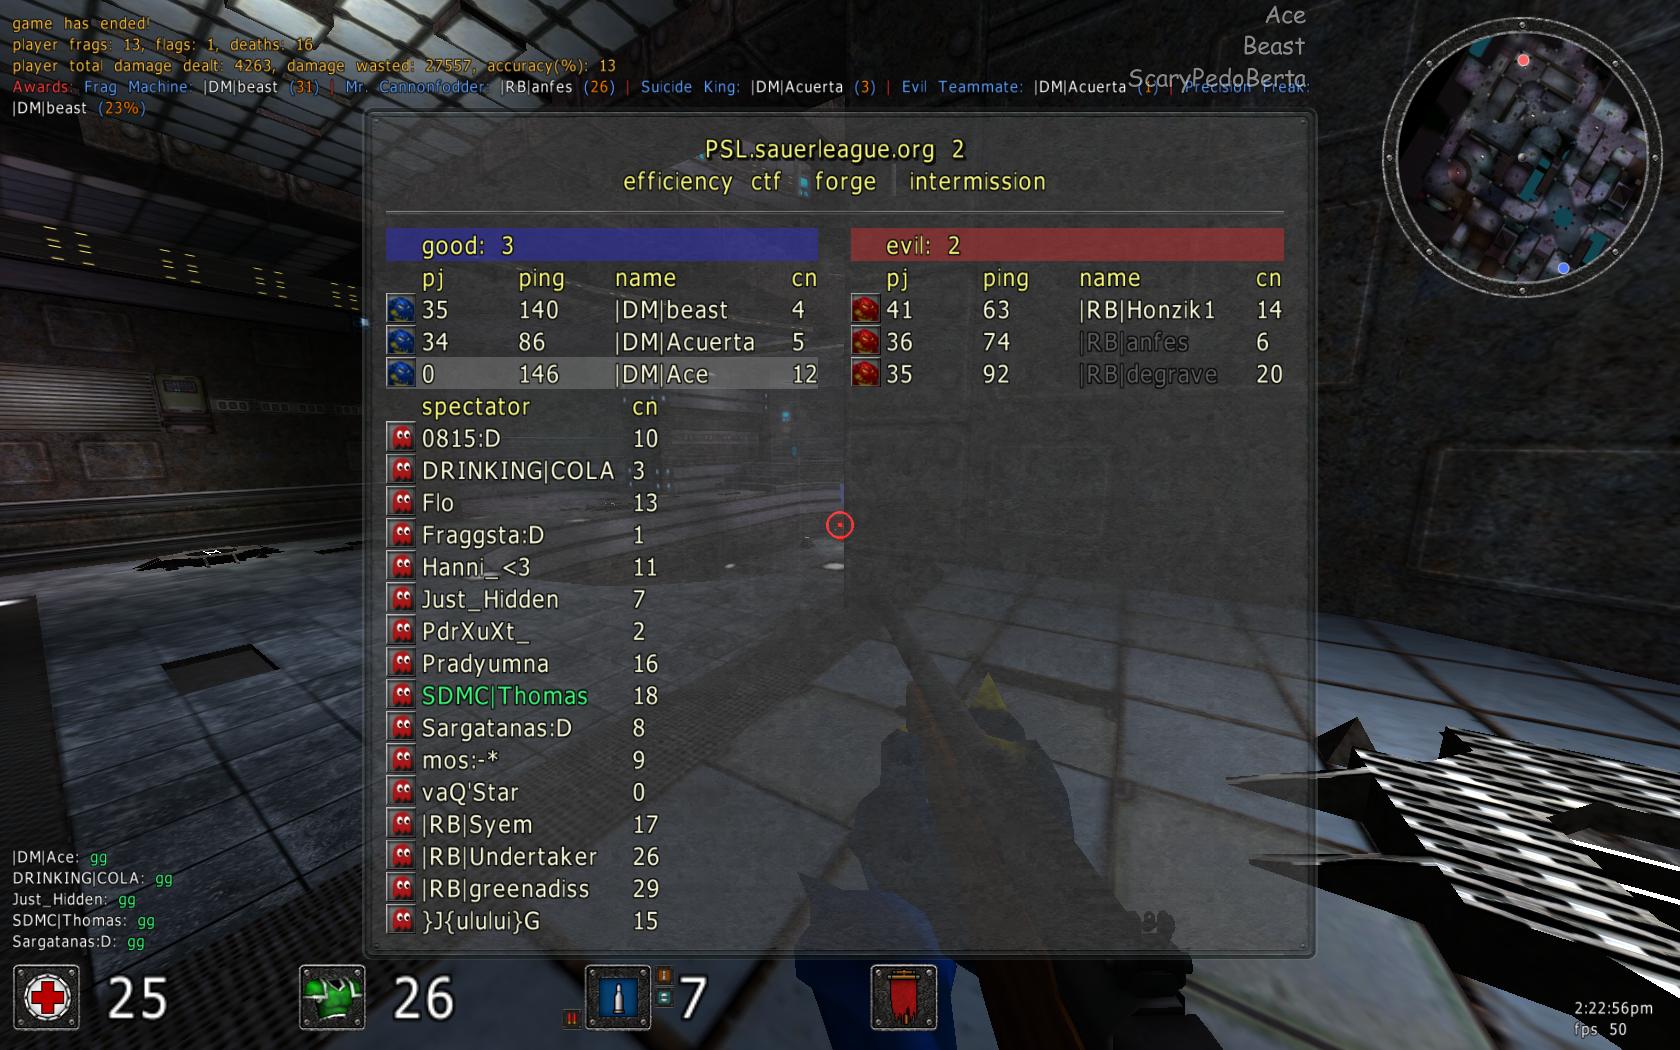 game has ended!
player frags: 13, flags: 1, deaths: 16
player total damage dealt: 4263, damage wasted: 27557, accuracy(%): 13
Awards: Frag Machine: |DM|beast (31) | Mr. Cannonfodder: |RB|anfes (26) | Suicide King: |DM|Acuerta (3) | Evil Teammate: |DM|Acuerta (1) | Precision Freak:
|DM|beast (23%)
Ace
Beast
ScaryPedoBerta
PSL.sauerleague.org 2
efficiency ctf forge intermission
good: 3
pj ping name cn
35 140 |DM|beast 4
34 86 |DM|Acuerta 5
0 146 |DM|Ace 12
evil: 2
pj ping name cn
41 63 |RB|Honzik1 14
36 74 |RB|anfes 6
35 92 |RB|degrave 20
spectator cn
0815:D 10
DRINKING|COLA 3
Flo 13
Fraggsta:D 1
Hanni_<3 11
Just_Hidden 7
PdrXuXt_ 2
Pradyumna 16
SDMC|Thomas 18
Sargatanas:D 8
mos:-* 9
vaQ'Star 0
|RB|Syem 17
|RB|Undertaker 26
|RB|greenadiss 29
}J{ululul}G 15
|DM|Ace: gg
DRINKING|COLA: gg
Just_Hidden: gg
SDMC|Thomas: gg
Sargatanas:D: gg
25 26 7
2:22:56pm
fps 50